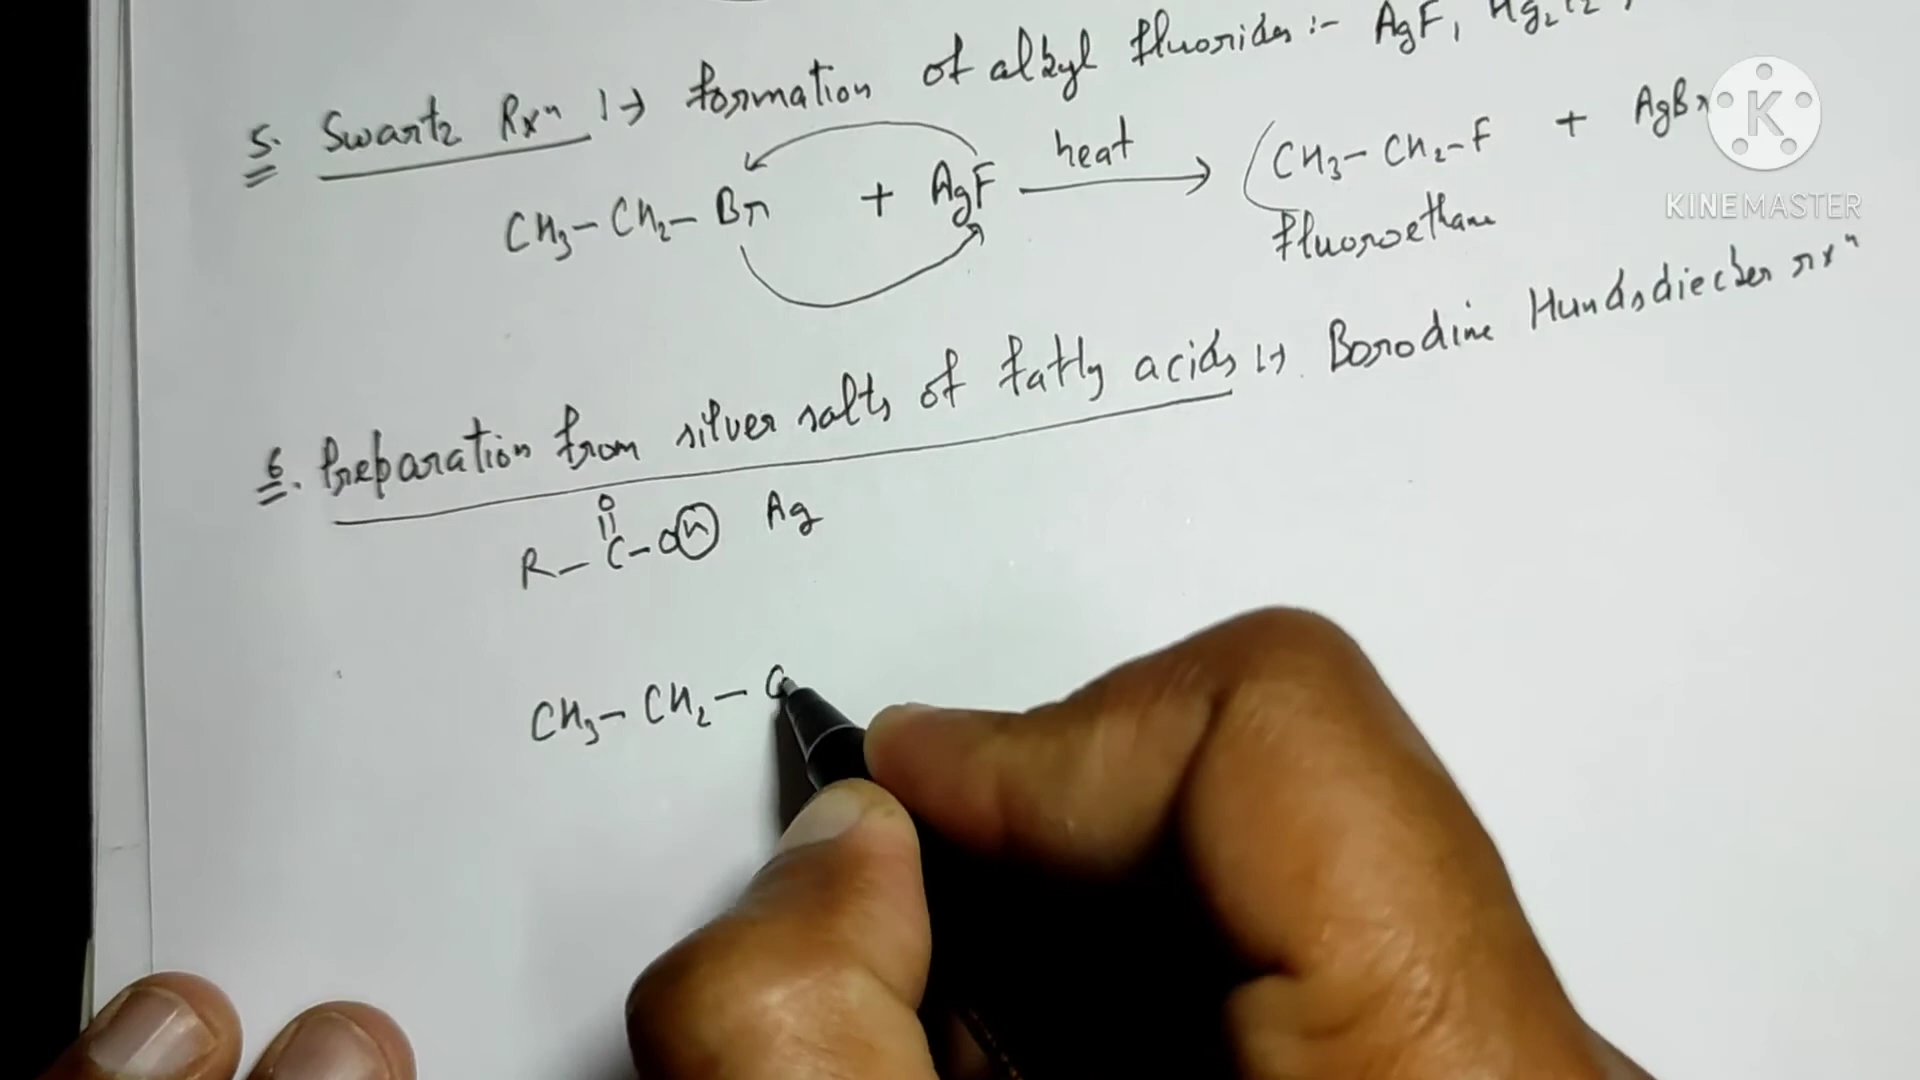 5. Swartz Rxⁿ :→ formation of alkyl fluorides :- AgF,
CH₃-CH₂-Br + AgF heat → CH₃-CH₂-F + AgBr
Fluoroethane
6. Preparation from silver salts of fatty acids :→ Borodine Hundsdiecker rxⁿ
O
R-C-OH Ag
CH₃-CH₂-
K
KINEMASTER